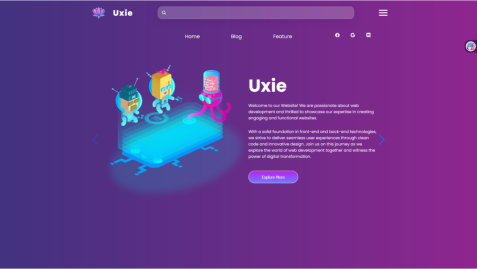 Uxie
Home Blog Feature
Uxie
Welcome to our Website! We are passionate about web
development and thrilled to showcase our expertise in creating
engaging and functional websites.
With a solid foundation in front-end and back-end technologies,
we strive to deliver seamless user experiences through clean
code and innovative design. Join us on this journey as we
explore the world of web development together and witness the
power of digital transformation.
Explore More